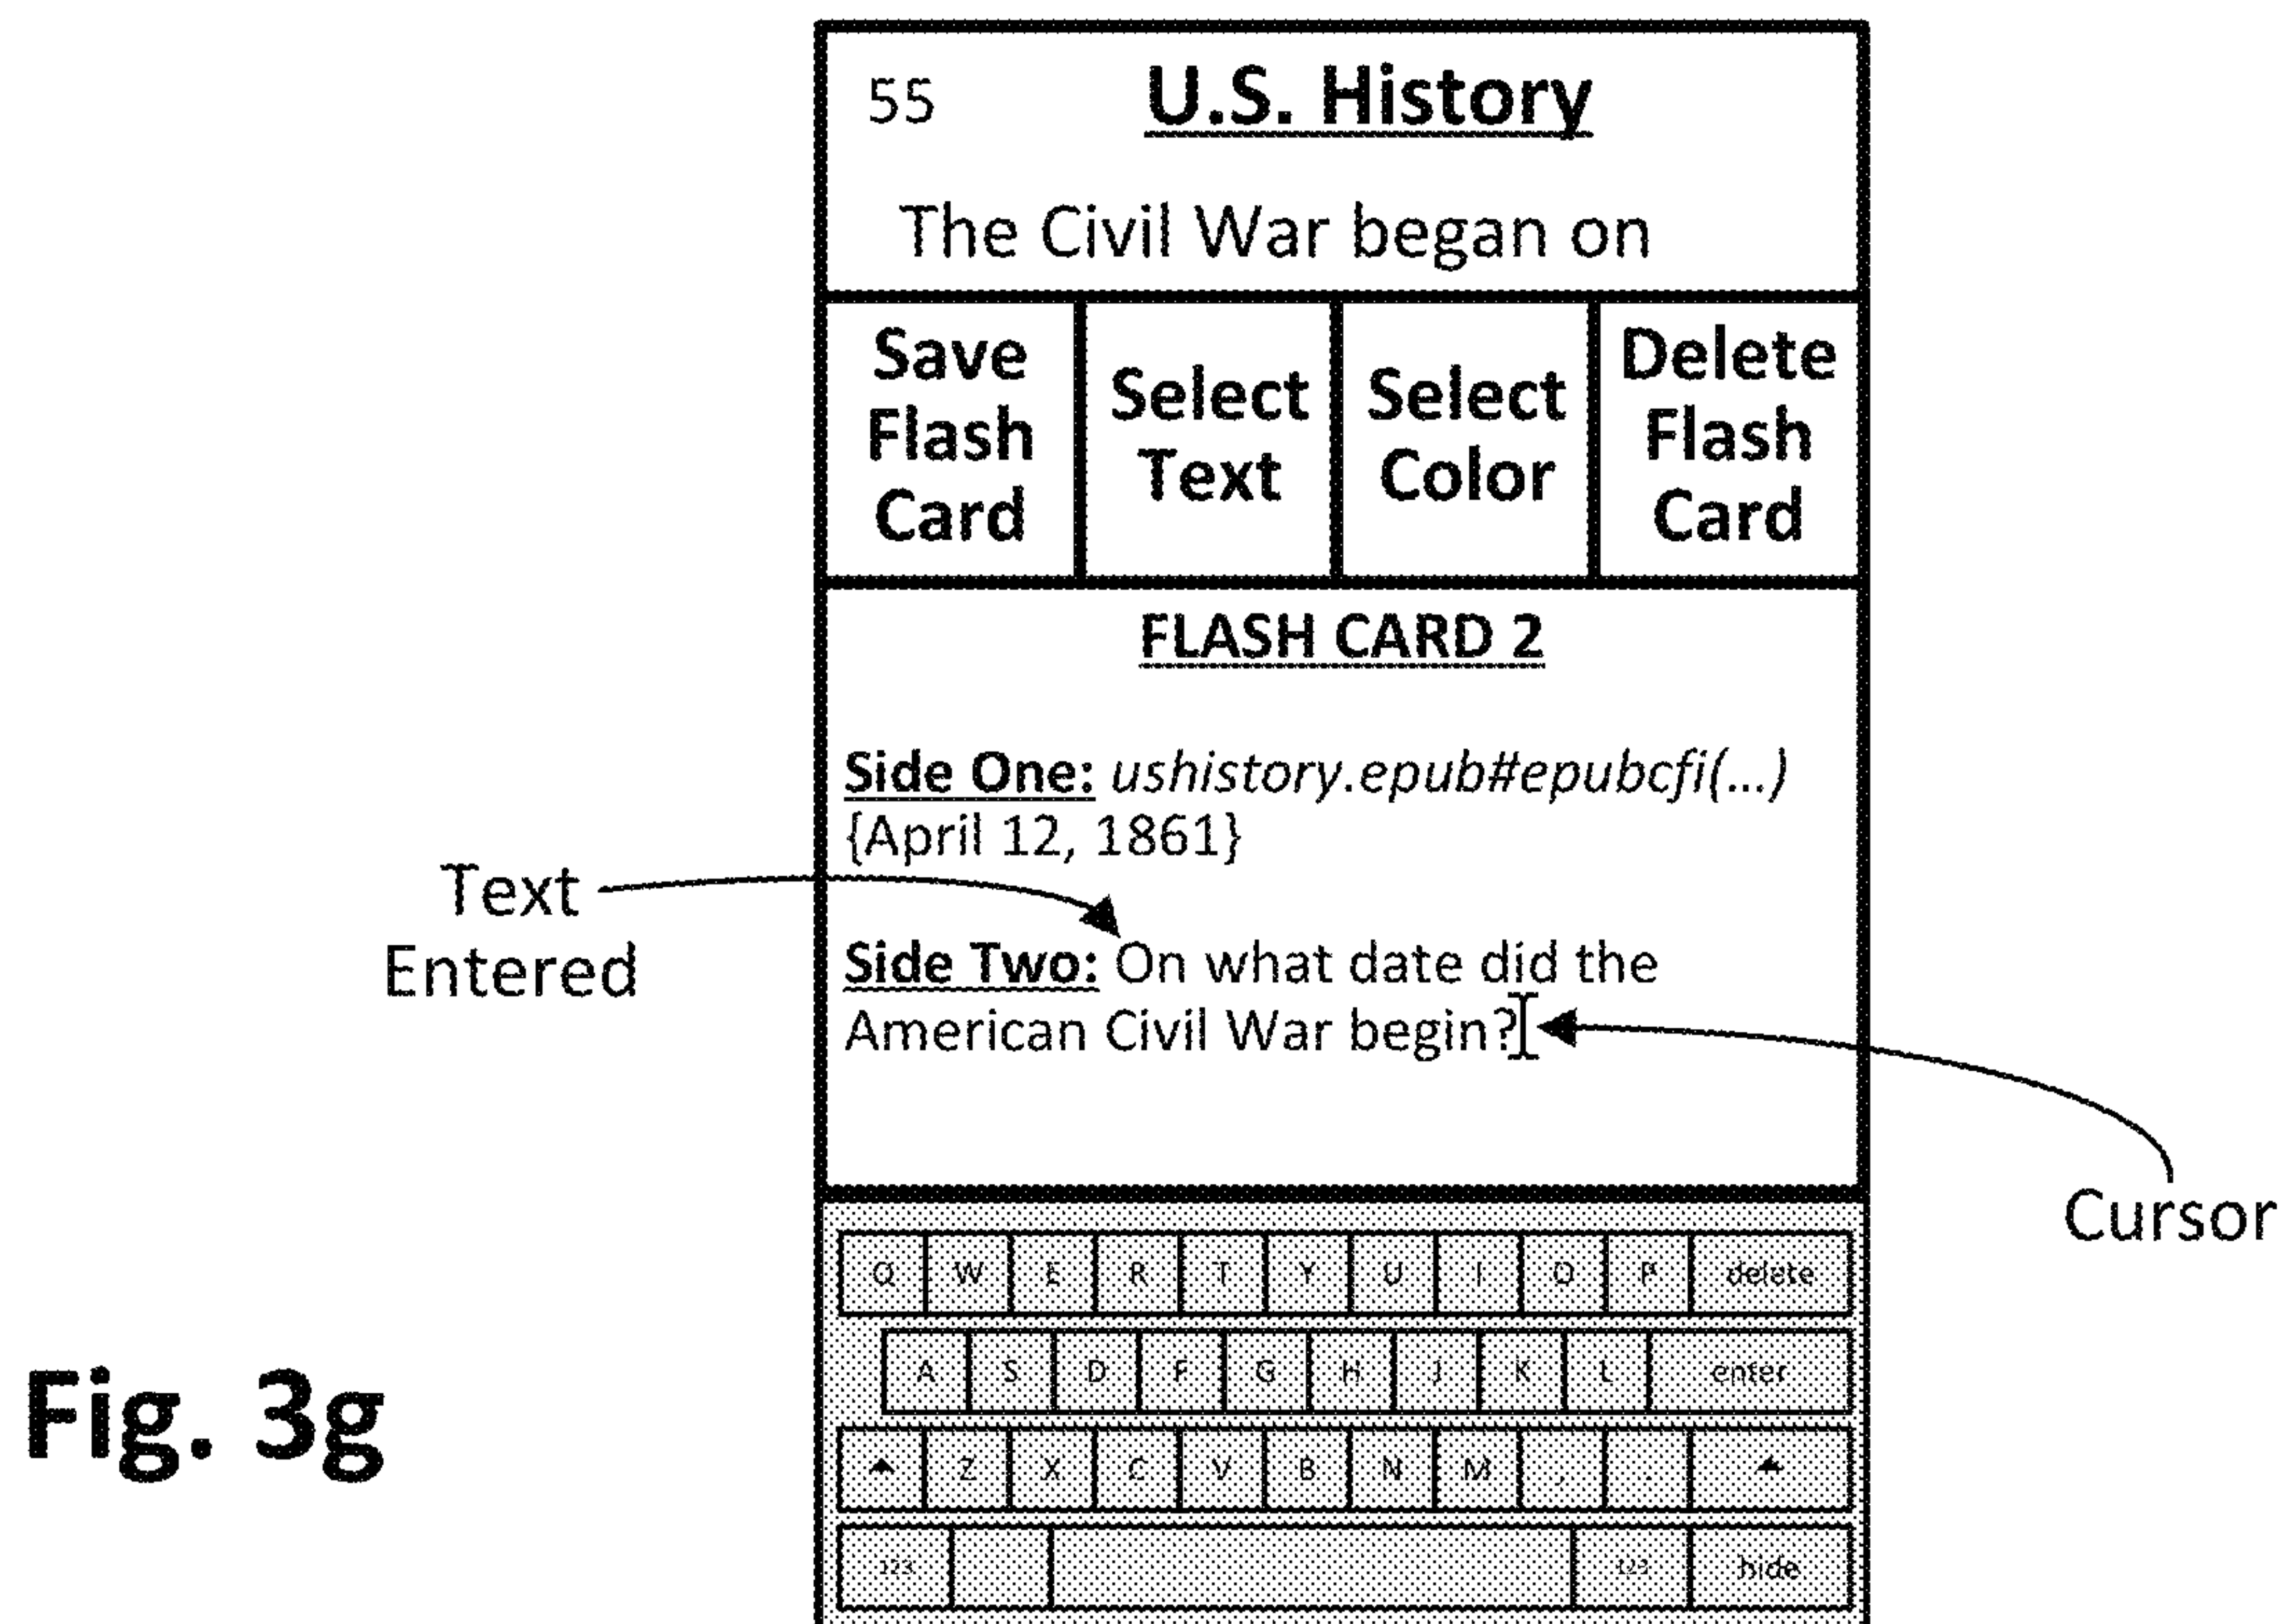 55 U.S. History
The Civil War began on
Save Flash Card
Select Text
Select Color
Delete Flash Card
FLASH CARD 2
Side One: ushistory.epub#epubcfi(...)
{April 12, 1861}
Text Entered
Side Two: On what date did the
American Civil War begin?
Cursor
Q W E R T Y U I O P delete
A S D F G H J K L enter
Z X C V B N M , .
123 123 hide
Fig. 3g